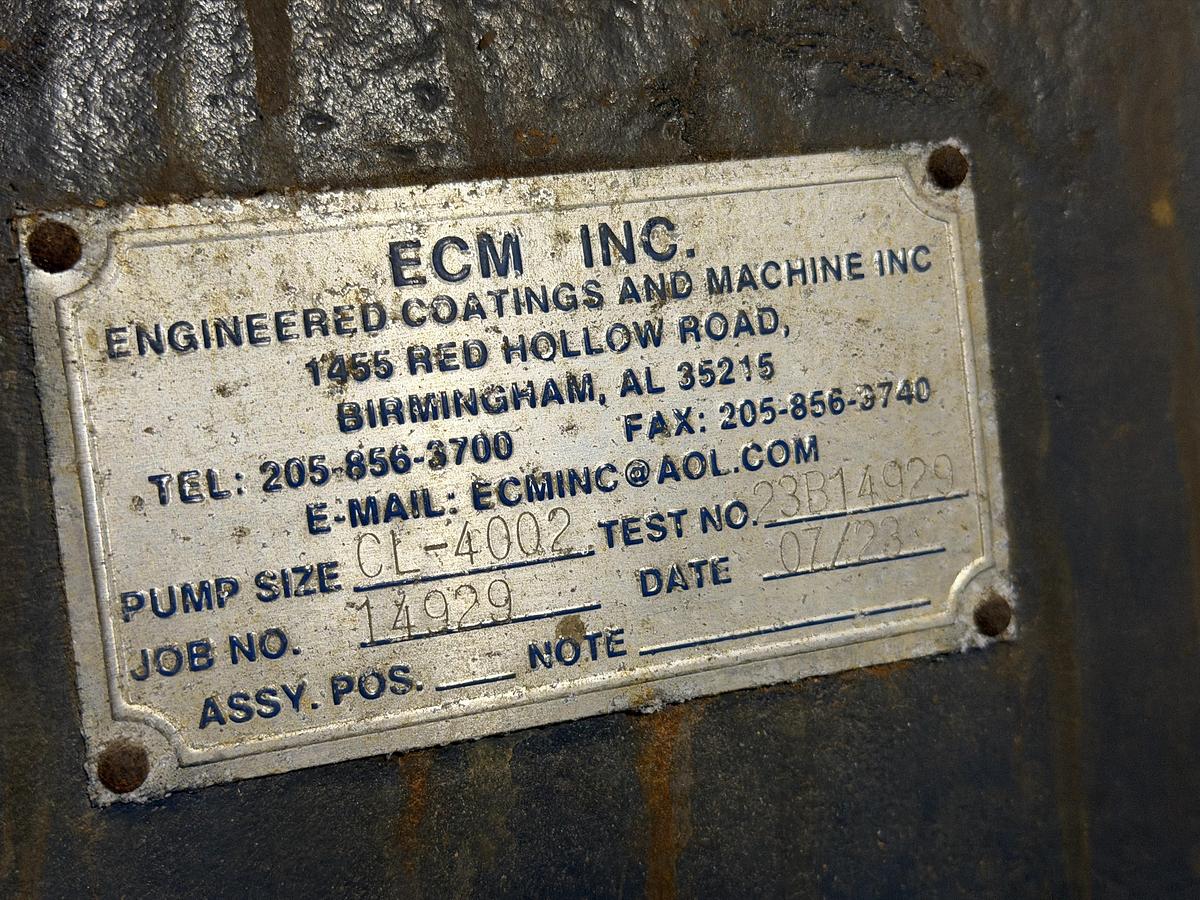 ECM INC.
ENGINEERED COATINGS AND MACHINE INC
1455 RED HOLLOW ROAD,
BIRMINGHAM, AL 35215
TEL: 205-856-3700 FAX: 205-856-3740
E-MAIL: ECMINC@AOL.COM
PUMP SIZE CL-4002 TEST NO. 23B14929
JOB NO. 14929 DATE 07/23
ASSY. POS. NOTE